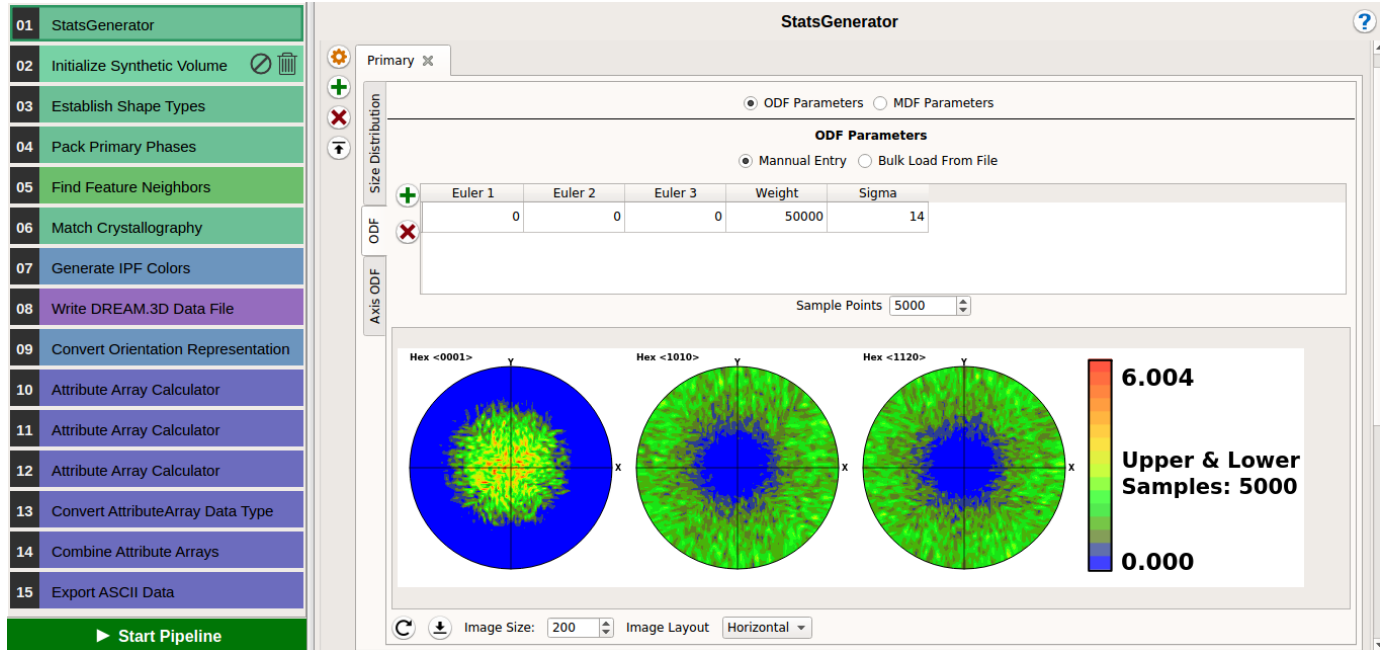 01 StatsGenerator
02 Initialize Synthetic Volume
03 Establish Shape Types
04 Pack Primary Phases
05 Find Feature Neighbors
06 Match Crystallography
07 Generate IPF Colors
08 Write DREAM.3D Data File
09 Convert Orientation Representation
10 Attribute Array Calculator
11 Attribute Array Calculator
12 Attribute Array Calculator
13 Convert AttributeArray Data Type
14 Combine Attribute Arrays
15 Export ASCII Data
Start Pipeline
StatsGenerator
?
Primary
Size Distribution
ODF
Axis ODF
ODF Parameters MDF Parameters
ODF Parameters
Mannual Entry Bulk Load From File
Euler 1 Euler 2 Euler 3 Weight Sigma
0 0 0 50000 14
Sample Points 5000
Hex <0001> Hex <1010> Hex <1120>
Y Y Y
X X X
6.004
Upper & Lower
Samples: 5000
0.000
Image Size: 200 Image Layout Horizontal